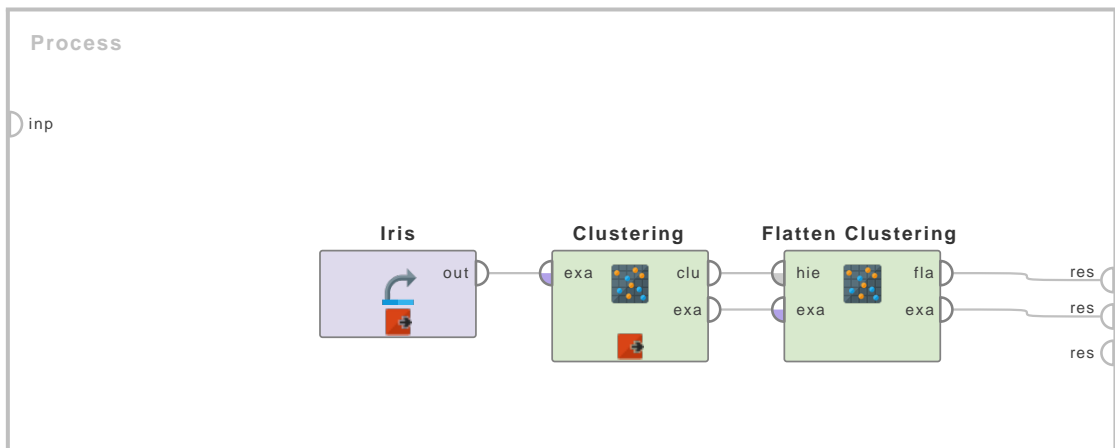 Process
inp
Iris
Clustering
Flatten Clustering
out
exa
clu
hie
fla
res
exa
exa
exa
res
res